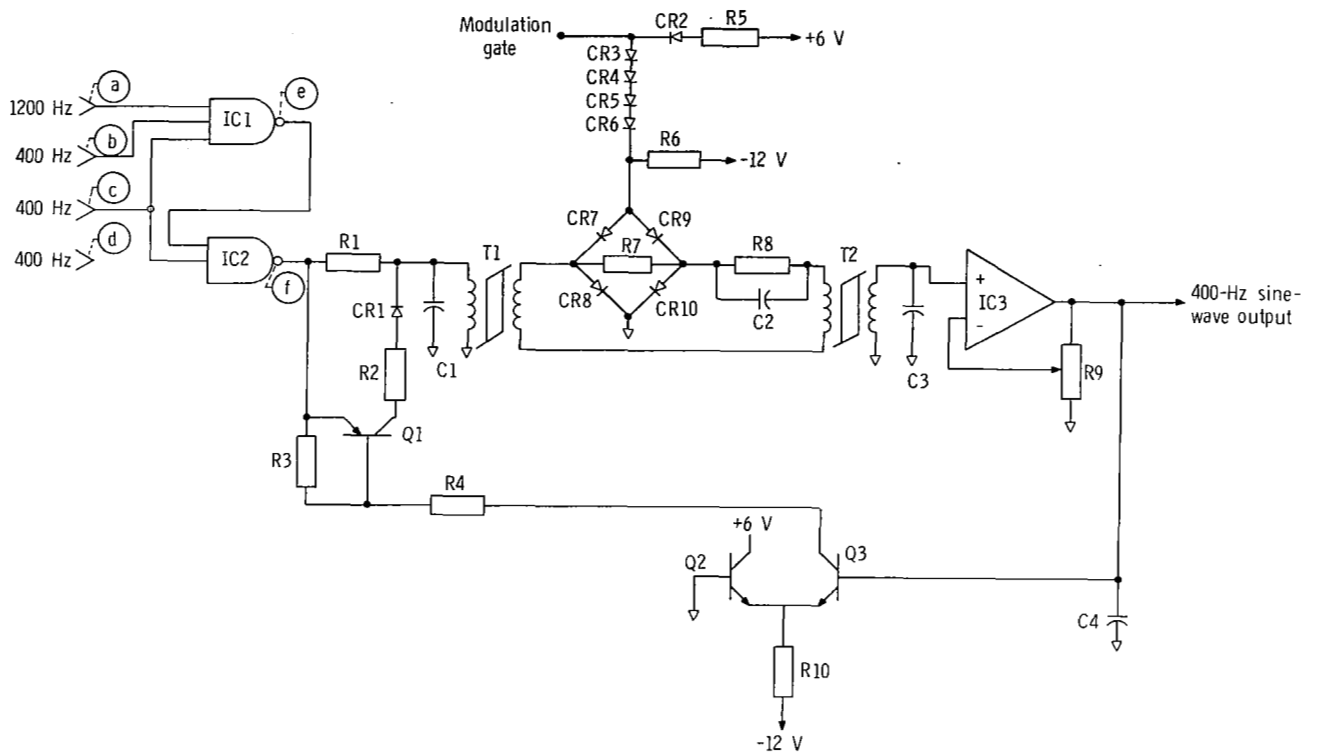 Modulation
gate
CR2
R5
+6 V
CR3
CR4
CR5
CR6
R6
-12 V
1200 Hz
a
IC1
e
400 Hz
b
400 Hz
c
400 Hz
d
IC2
f
R1
CR1
R2
C1
T1
CR7
CR9
R7
CR8
CR10
R8
C2
T2
C3
+
IC3
-
R9
400-Hz sine-
wave output
Q1
R3
R4
+6 V
Q2
Q3
C4
R10
-12 V